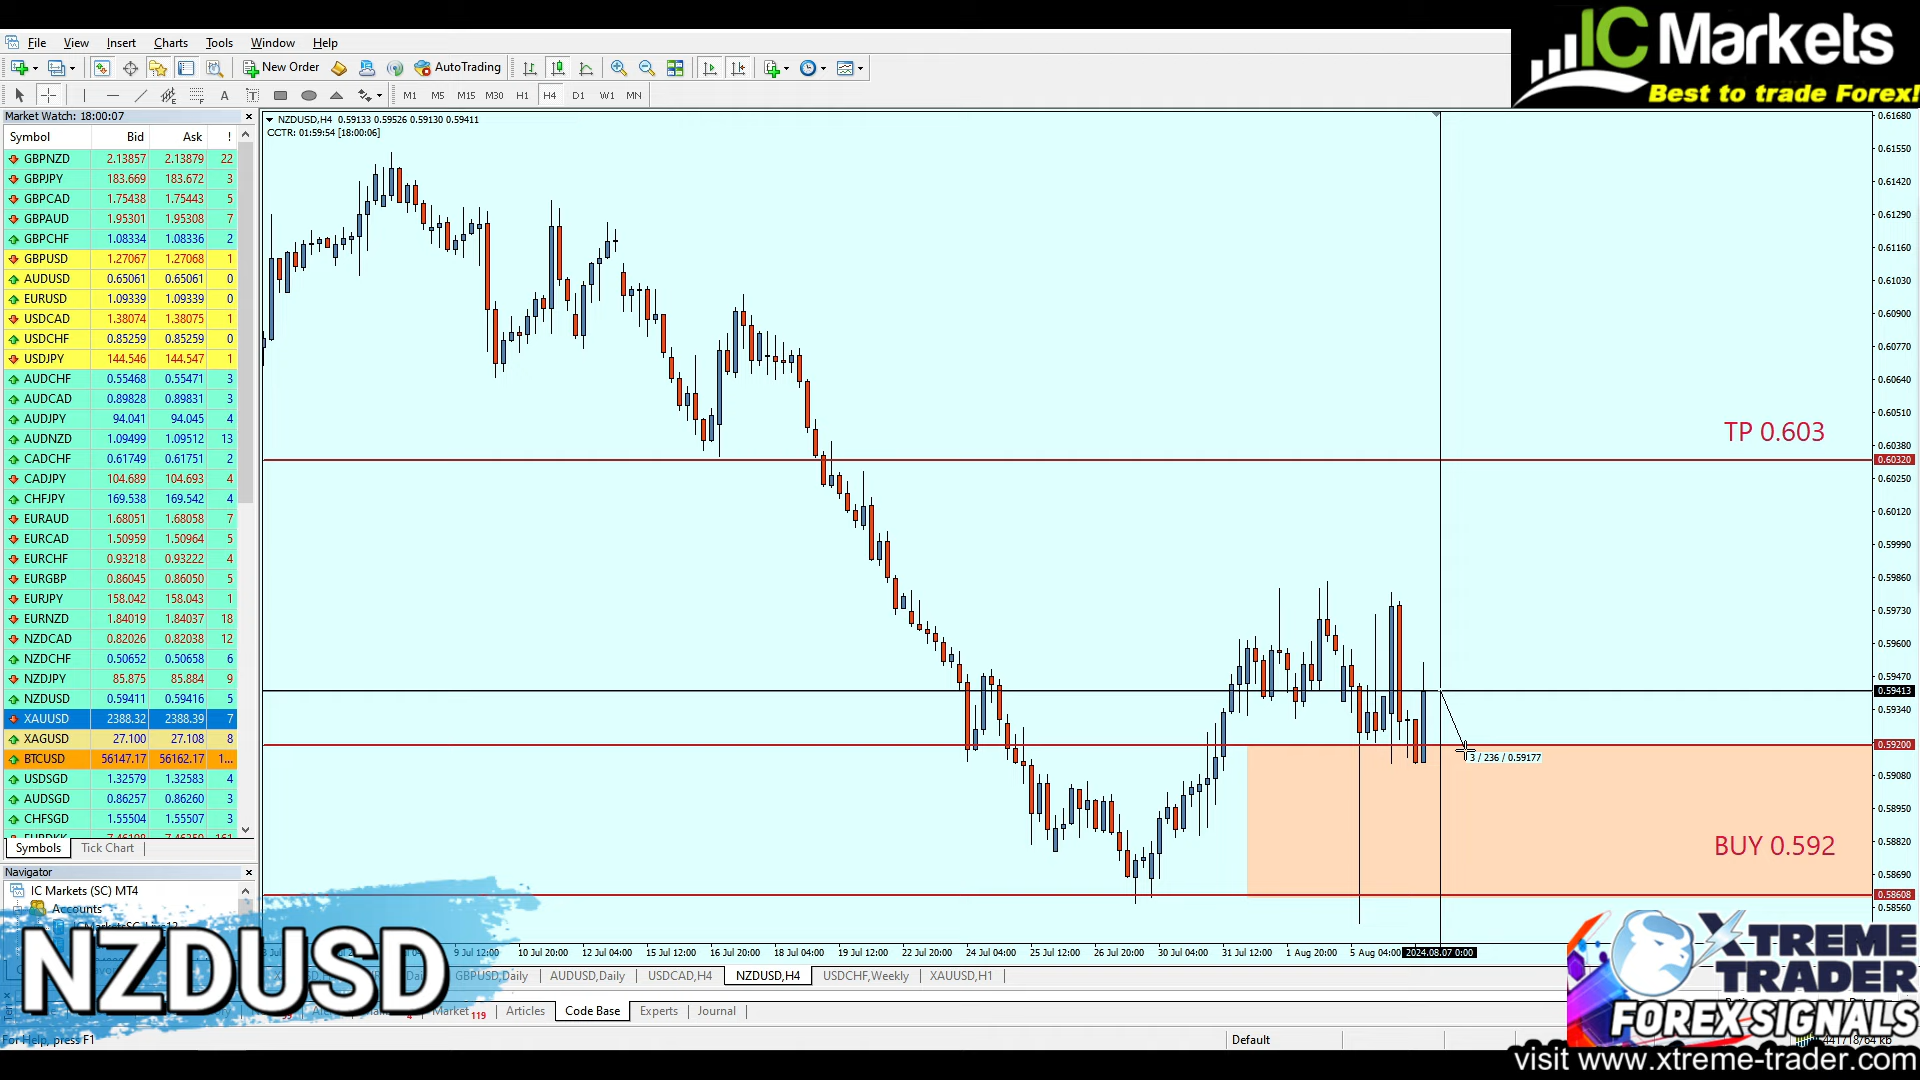 File View Insert Charts Tools Window Help
IC Markets
Best to trade Forex!
New Order AutoTrading
A T M1 M5 M15 M30 H1 H4 D1 W1 MN
Market Watch: 18:00:07
Symbol Bid Ask !
GBPNZD 2.13857 2.13879 22
GBPJPY 183.669 183.672 3
GBPCAD 1.75438 1.75443 5
GBPAUD 1.95301 1.95308 7
GBPCHF 1.08334 1.08336 2
GBPUSD 1.27067 1.27068 1
AUDUSD 0.65061 0.65061 0
EURUSD 1.09339 1.09339 0
USDCAD 1.38074 1.38075 1
USDCHF 0.85259 0.85259 0
USDJPY 144.546 144.547 1
AUDCHF 0.55468 0.55471 3
AUDCAD 0.89828 0.89831 3
AUDJPY 94.041 94.045 4
AUDNZD 1.09499 1.09512 13
CADCHF 0.61749 0.61751 2
CADJPY 104.689 104.693 4
CHFJPY 169.538 169.542 4
EURAUD 1.68051 1.68058 7
EURCAD 1.50959 1.50964 5
EURCHF 0.93218 0.93222 4
EURGBP 0.86045 0.86050 5
EURJPY 158.042 158.043 1
EURNZD 1.84019 1.84037 18
NZDCAD 0.82026 0.82038 12
NZDCHF 0.50652 0.50658 6
NZDJPY 85.875 85.884 9
NZDUSD 0.59411 0.59416 5
XAUUSD 2388.32 2388.39 7
XAGUSD 27.100 27.108 8
BTCUSD 56147.17 56162.17 1...
USDSGD 1.32579 1.32583 4
AUDSGD 0.86257 0.86260 3
CHFSGD 1.55504 1.55507 3
Symbols Tick Chart
Navigator
IC Markets (SC) MT4
Accounts
NZDUSD
For Help, press F1
NZDUSD,H4 0.59133 0.59526 0.59130 0.59411
CCTR: 01:59:54 [18:00:06]
TP 0.603
3 / 236 / 0.59177
BUY 0.592
0.61680
0.61550
0.61420
0.61290
0.61160
0.61030
0.60900
0.60770
0.60640
0.60510
0.60380
0.60320
0.60250
0.60120
0.59990
0.59860
0.59730
0.59600
0.59470
0.59413
0.59340
0.59200
0.59080
0.58950
0.58820
0.58690
0.58608
0.58560
9 Jul 12:00 10 Jul 20:00 12 Jul 04:00 15 Jul 12:00 16 Jul 20:00 18 Jul 04:00 19 Jul 12:00 22 Jul 20:00 24 Jul 04:00 25 Jul 12:00 26 Jul 20:00 30 Jul 04:00 31 Jul 12:00 1 Aug 20:00 5 Aug 04:00 2024.08.07 0:00
GBPUSD,Daily AUDUSD,Daily USDCAD,H4 NZDUSD,H4 USDCHF,Weekly XAUUSD,H1
Market 119 Articles Code Base Experts Journal
Default
XTREME
TRADER
FOREX SIGNALS
visit www.xtreme-trader.com